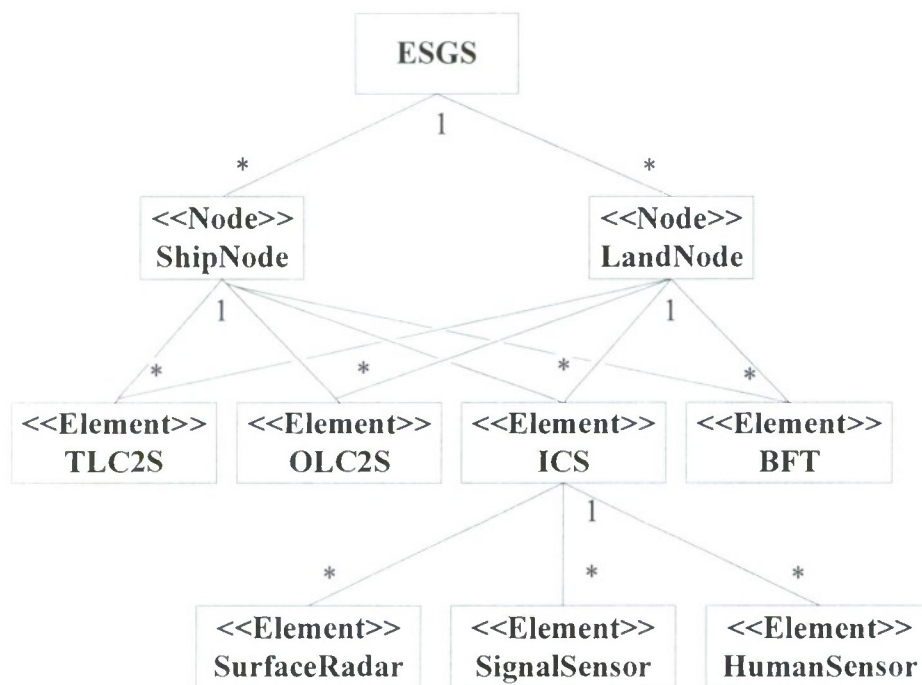 ESGS
1
* *
<<Node>> <<Node>>
ShipNode LandNode
1 1
* * * *
<<Element>> <<Element>> <<Element>> <<Element>>
TLC2S OLC2S ICS BFT
1
* * *
<<Element>> <<Element>> <<Element>>
SurfaceRadar SignalSensor HumanSensor